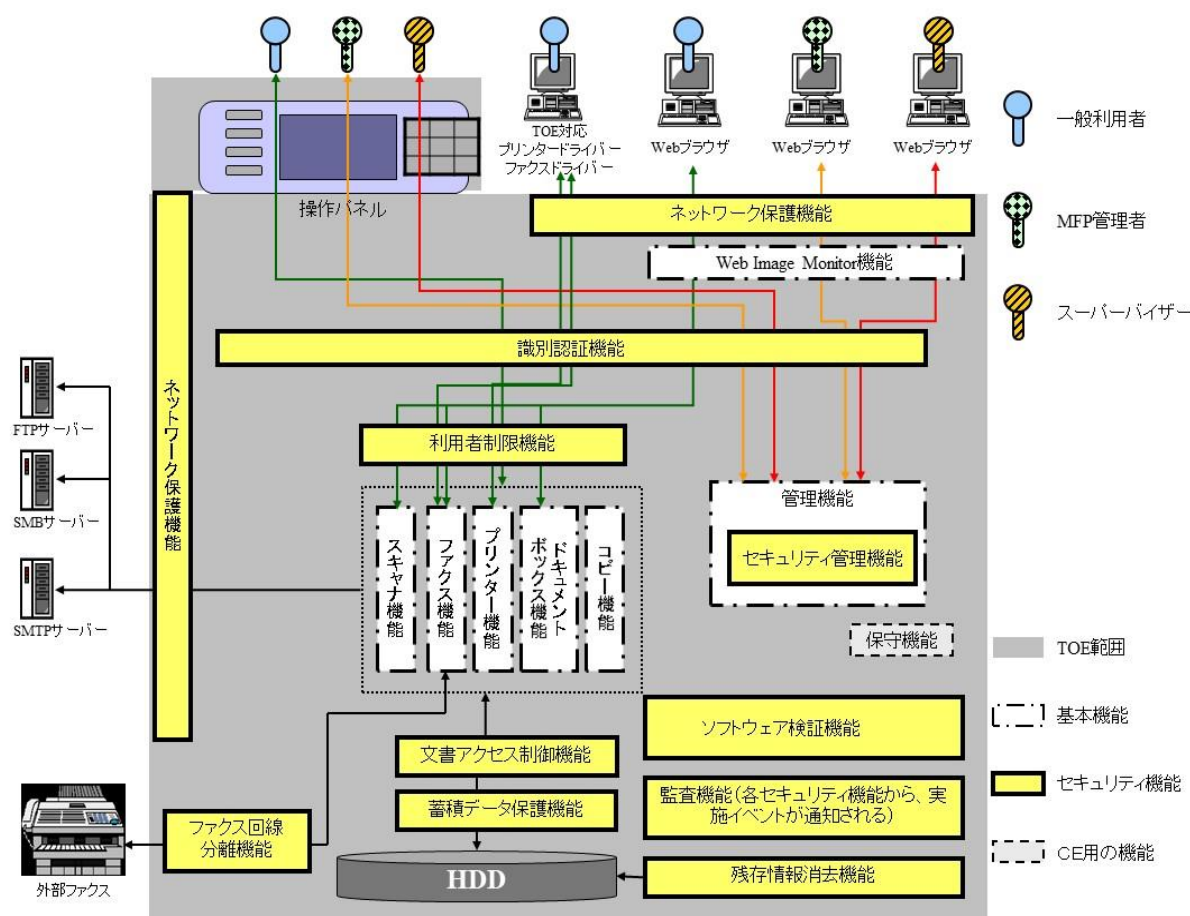 TOE対応
プリンタードライバー
ファクスドライバー
Webブラウザ
Webブラウザ
Webブラウザ
一般利用者
MFP管理者
スーパーバイザー
操作パネル
ネットワーク保護機能
Web Image Monitor機能
識別認証機能
ネットワーク保護機能
FTPサーバー
SMBサーバー
SMTPサーバー
利用者制限機能
スキャナ機能
ファクス機能
プリンター機能
ドキュメント
ボックス機能
コピー機能
管理機能
セキュリティ管理機能
保守機能
TOE範囲
基本機能
セキュリティ機能
CE用の機能
ソフトウェア検証機能
文書アクセス制御機能
監査機能(各セキュリティ機能から、実
施イベントが通知される)
蓄積データ保護機能
ファクス回線
分離機能
外部ファクス
HDD
残存情報消去機能